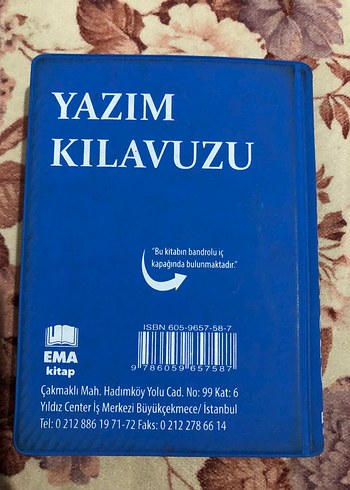 YAZIM
KILAVUZU
"Bu kitabın bandrolu iç
kapağında bulunmaktadır."
ISBN 605-9657-58-7
9 786059 657587
EMA
kitap
Çakmaklı Mah. Hadımköy Yolu Cad. No: 99 Kat: 6
Yıldız Center İş Merkezi Büyükçekmece/ İstanbul
Tel: 0 212 886 19 71-72 Faks: 0 212 278 66 14